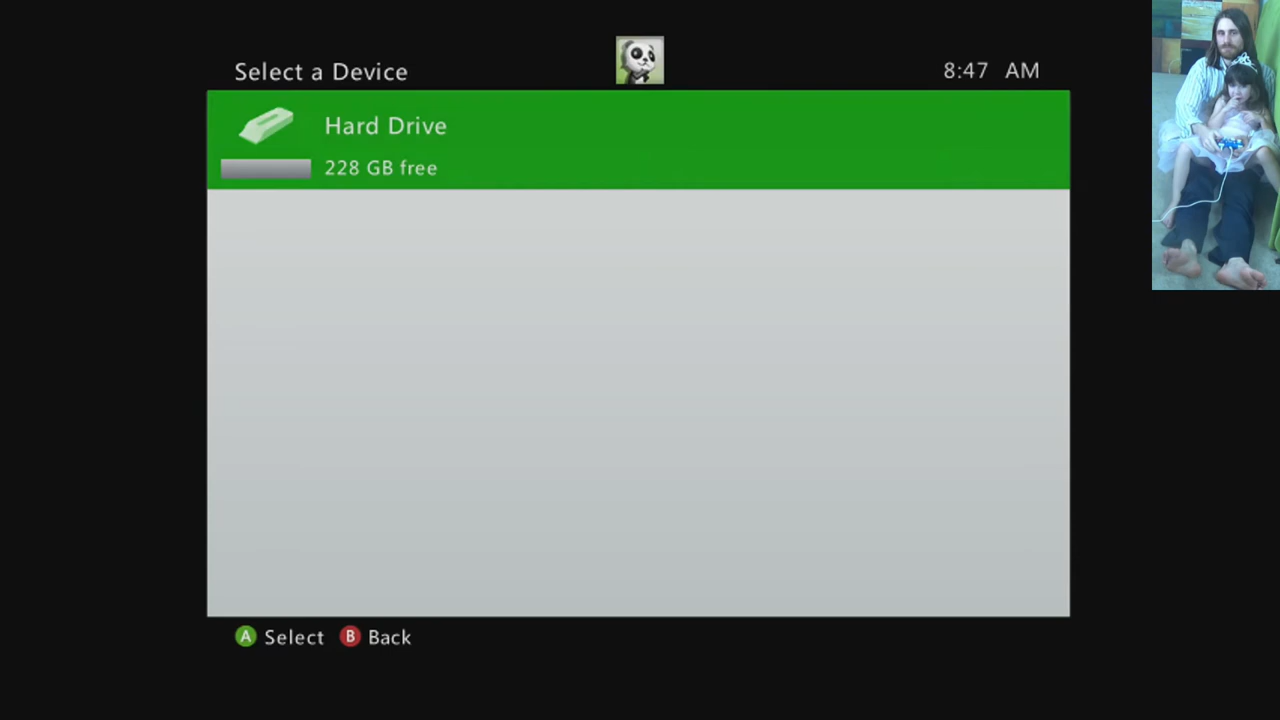 Select a Device
8:47 AM
Hard Drive
228 GB free
A Select B Back